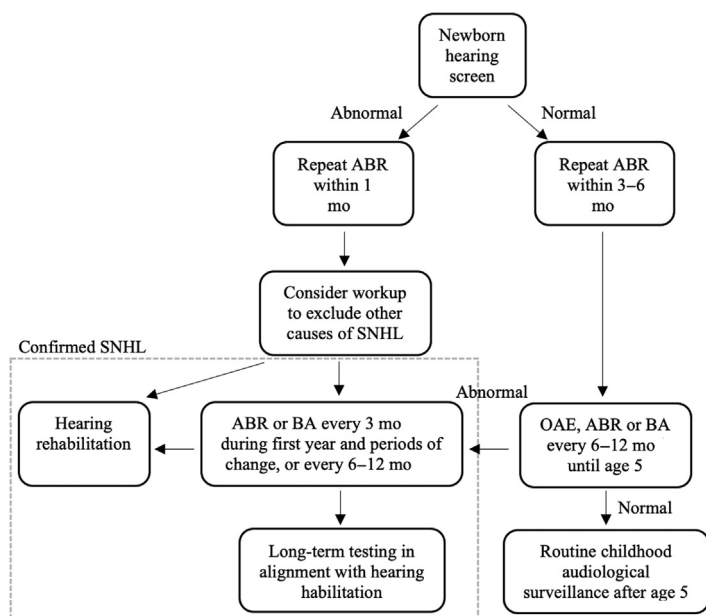 Newborn
hearing
screen
Abnormal
Normal
Repeat ABR
within 1
mo
Repeat ABR
within 3–6
mo
Consider workup
to exclude other
causes of SNHL
Confirmed SNHL
Abnormal
Hearing
rehabilitation
ABR or BA every 3 mo
during first year and periods of
change, or every 6–12 mo
OAE, ABR or BA
every 6–12 mo
until age 5
Normal
Long-term testing in
alignment with hearing
habilitation
Routine childhood
audiological
surveillance after age 5